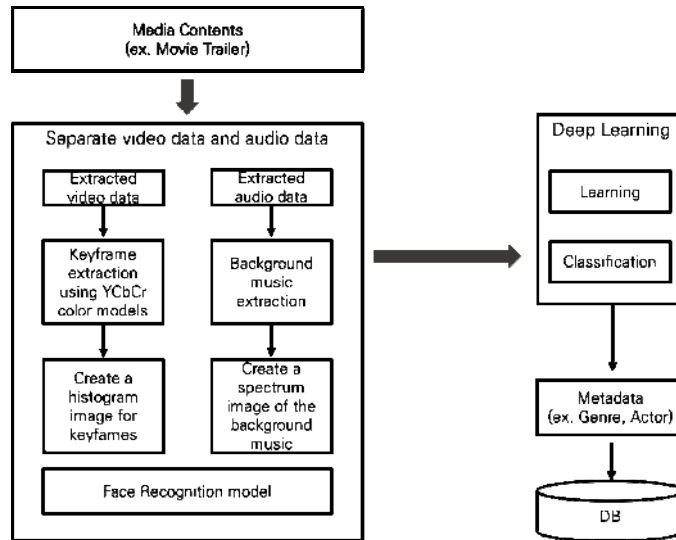 Media Contents
(ex. Movie Trailer)
Separate video data and audio data
Extracted
video data
Extracted
audio data
Keyframe
extraction
using YCbCr
color models
Background
music
extraction
Create a
histogram
image for
keyfames
Create a
spectrum
image of the
background
music
Face Recognition model
Deep Learning
Learning
Classification
Metadata
(ex. Genre, Actor)
DB